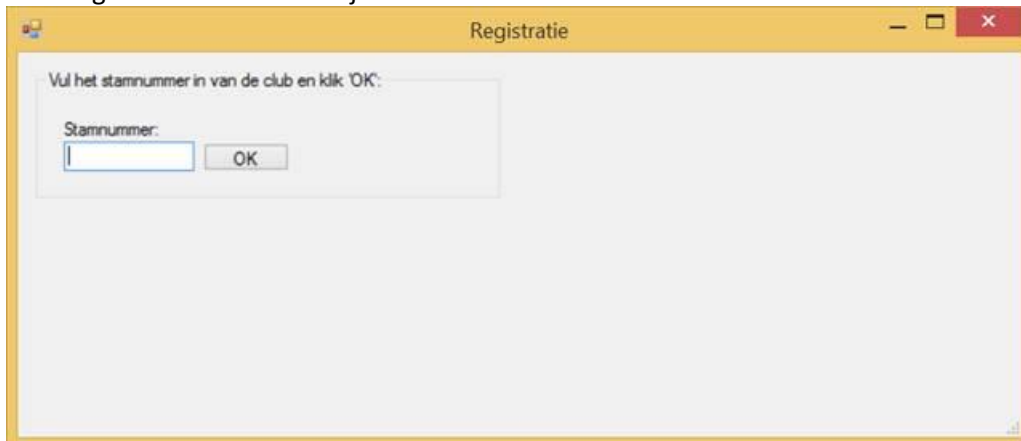 Registratie
Vul het stamnummer in van de club en klik 'OK':
Stamnummer:
OK